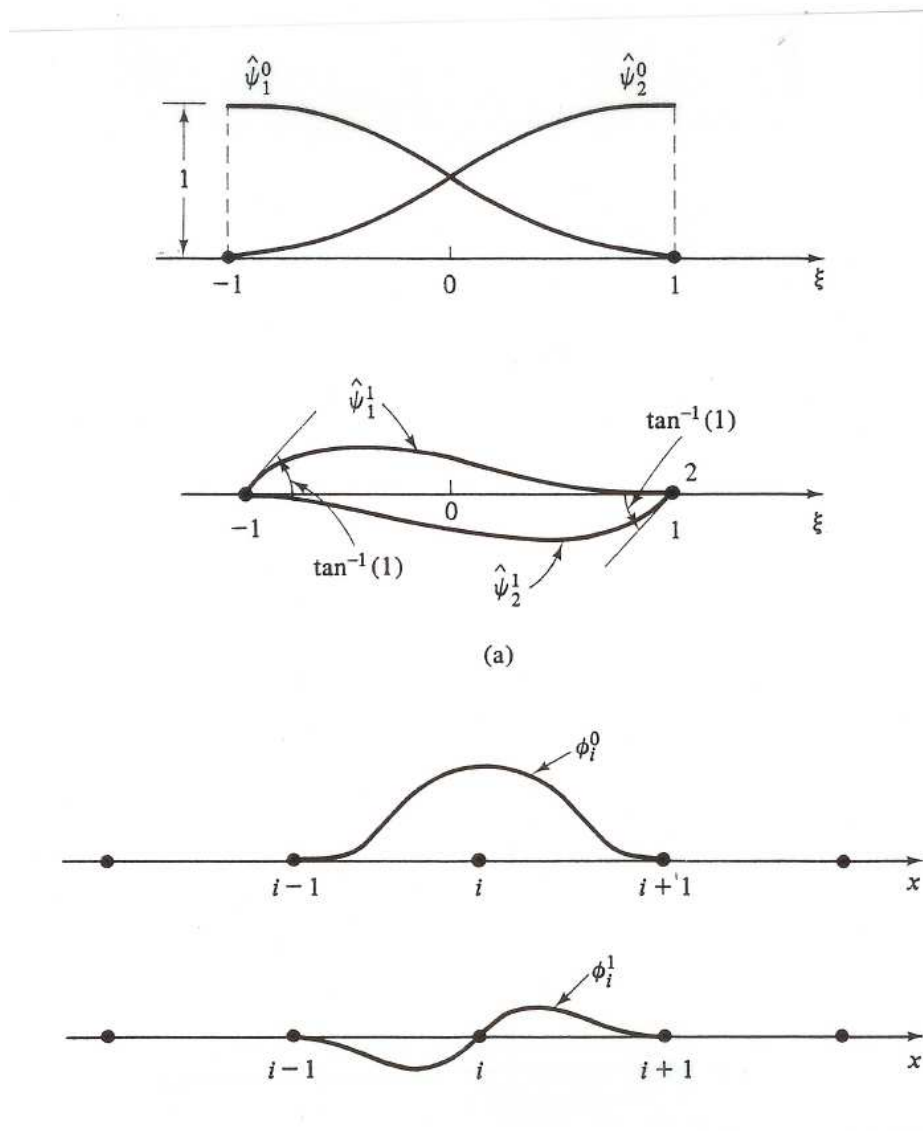 ψ̂₁⁰ ψ̂₂⁰
1
−1 0 1 ξ
ψ̂₁¹
tan⁻¹(1)
2
−1 0 1 ξ
tan⁻¹(1)
ψ̂₂¹
(a)
ϕᵢ⁰
i − 1 i i + 1 x
ϕᵢ¹
i − 1 i i + 1 x